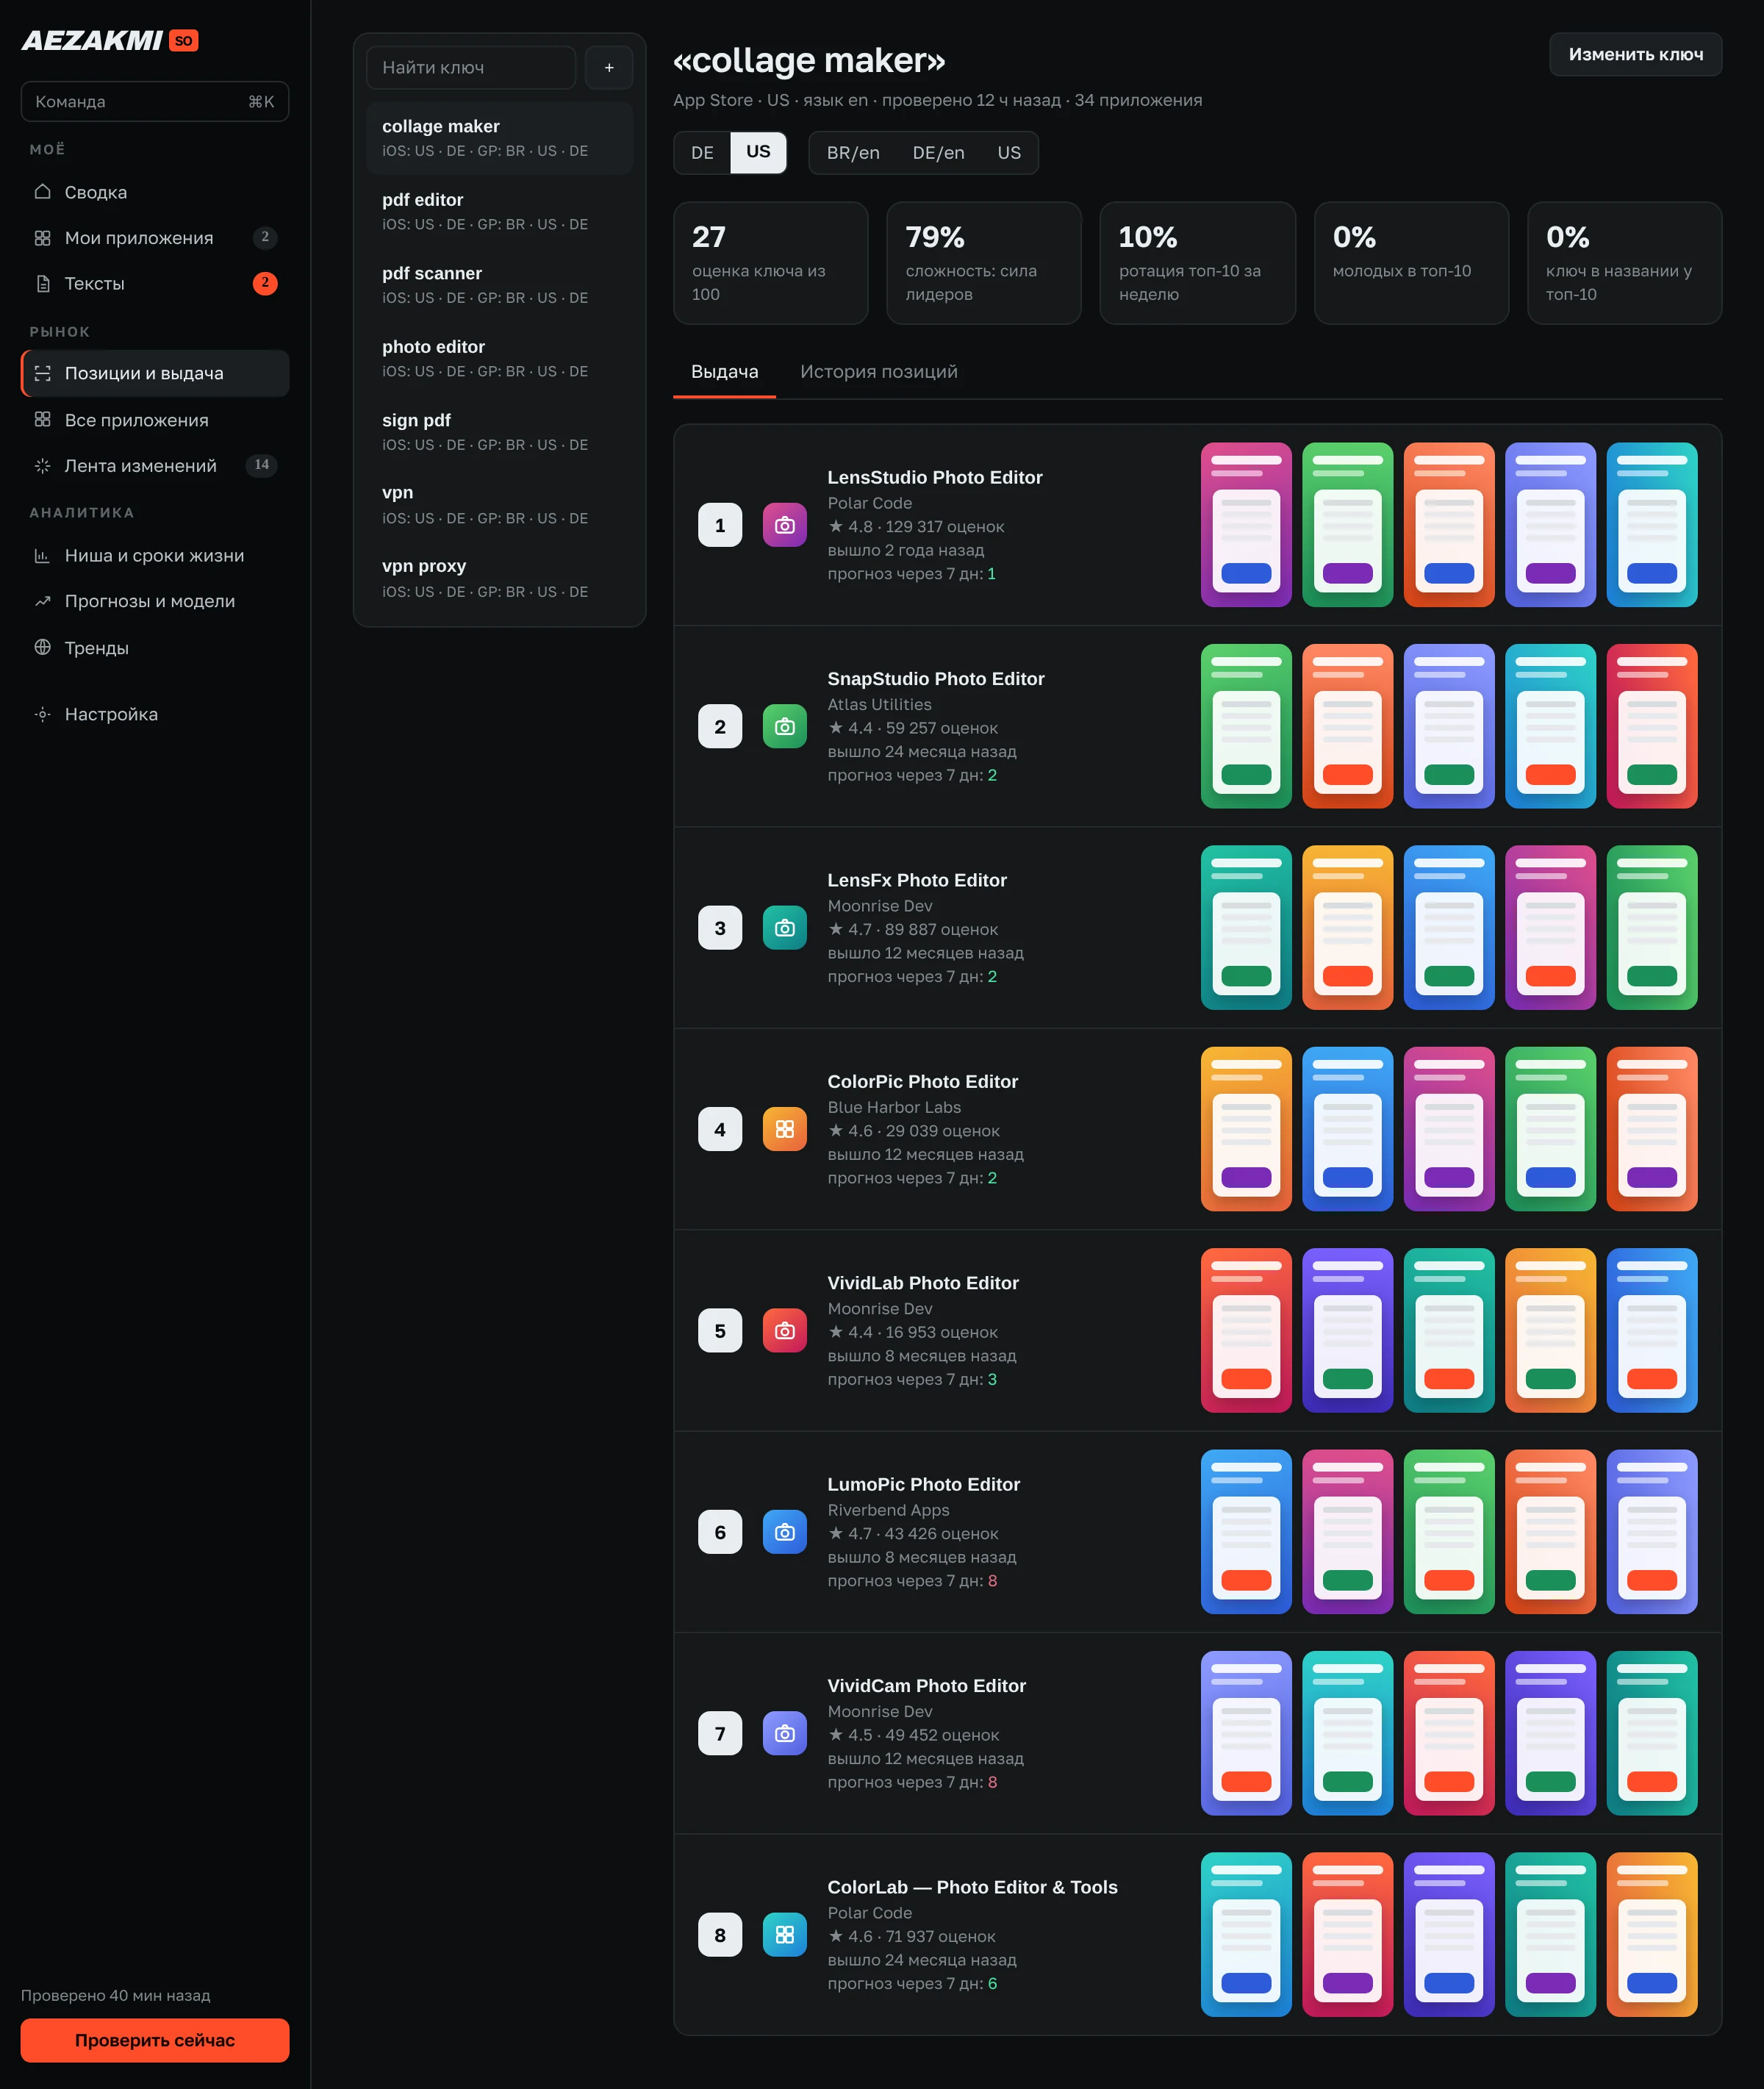 AEZAKMI SO
Команда ⌘K
МОЁ
Сводка
Мои приложения 2
Тексты 2
РЫНОК
Позиции и выдача
Все приложения
Лента изменений 14
АНАЛИТИКА
Ниша и сроки жизни
Прогнозы и модели
Тренды
Настройка
Проверено 40 мин назад
Проверить сейчас
Найти ключ +
collage maker
iOS: US · DE · GP: BR · US · DE
pdf editor
iOS: US · DE · GP: BR · US · DE
pdf scanner
iOS: US · DE · GP: BR · US · DE
photo editor
iOS: US · DE · GP: BR · US · DE
sign pdf
iOS: US · DE · GP: BR · US · DE
vpn
iOS: US · DE · GP: BR · US · DE
vpn proxy
iOS: US · DE · GP: BR · US · DE
«collage maker»
Изменить ключ
App Store · US · язык en · проверено 12 ч назад · 34 приложения
DE US BR/en DE/en US
27
оценка ключа из
100
79%
сложность: сила
лидеров
10%
ротация топ-10 за
неделю
0%
молодых в топ-10
0%
ключ в названии у
топ-10
Выдача История позиций
1
LensStudio Photo Editor
Polar Code
★ 4.8 · 129 317 оценок
вышло 2 года назад
прогноз через 7 дн: 1
2
SnapStudio Photo Editor
Atlas Utilities
★ 4.4 · 59 257 оценок
вышло 24 месяца назад
прогноз через 7 дн: 2
3
LensFx Photo Editor
Moonrise Dev
★ 4.7 · 89 887 оценок
вышло 12 месяцев назад
прогноз через 7 дн: 2
4
ColorPic Photo Editor
Blue Harbor Labs
★ 4.6 · 29 039 оценок
вышло 12 месяцев назад
прогноз через 7 дн: 2
5
VividLab Photo Editor
Moonrise Dev
★ 4.4 · 16 953 оценок
вышло 8 месяцев назад
прогноз через 7 дн: 3
6
LumoPic Photo Editor
Riverbend Apps
★ 4.7 · 43 426 оценок
вышло 8 месяцев назад
прогноз через 7 дн: 8
7
VividCam Photo Editor
Moonrise Dev
★ 4.5 · 49 452 оценок
вышло 12 месяцев назад
прогноз через 7 дн: 8
8
ColorLab — Photo Editor & Tools
Polar Code
★ 4.6 · 71 937 оценок
вышло 24 месяца назад
прогноз через 7 дн: 6